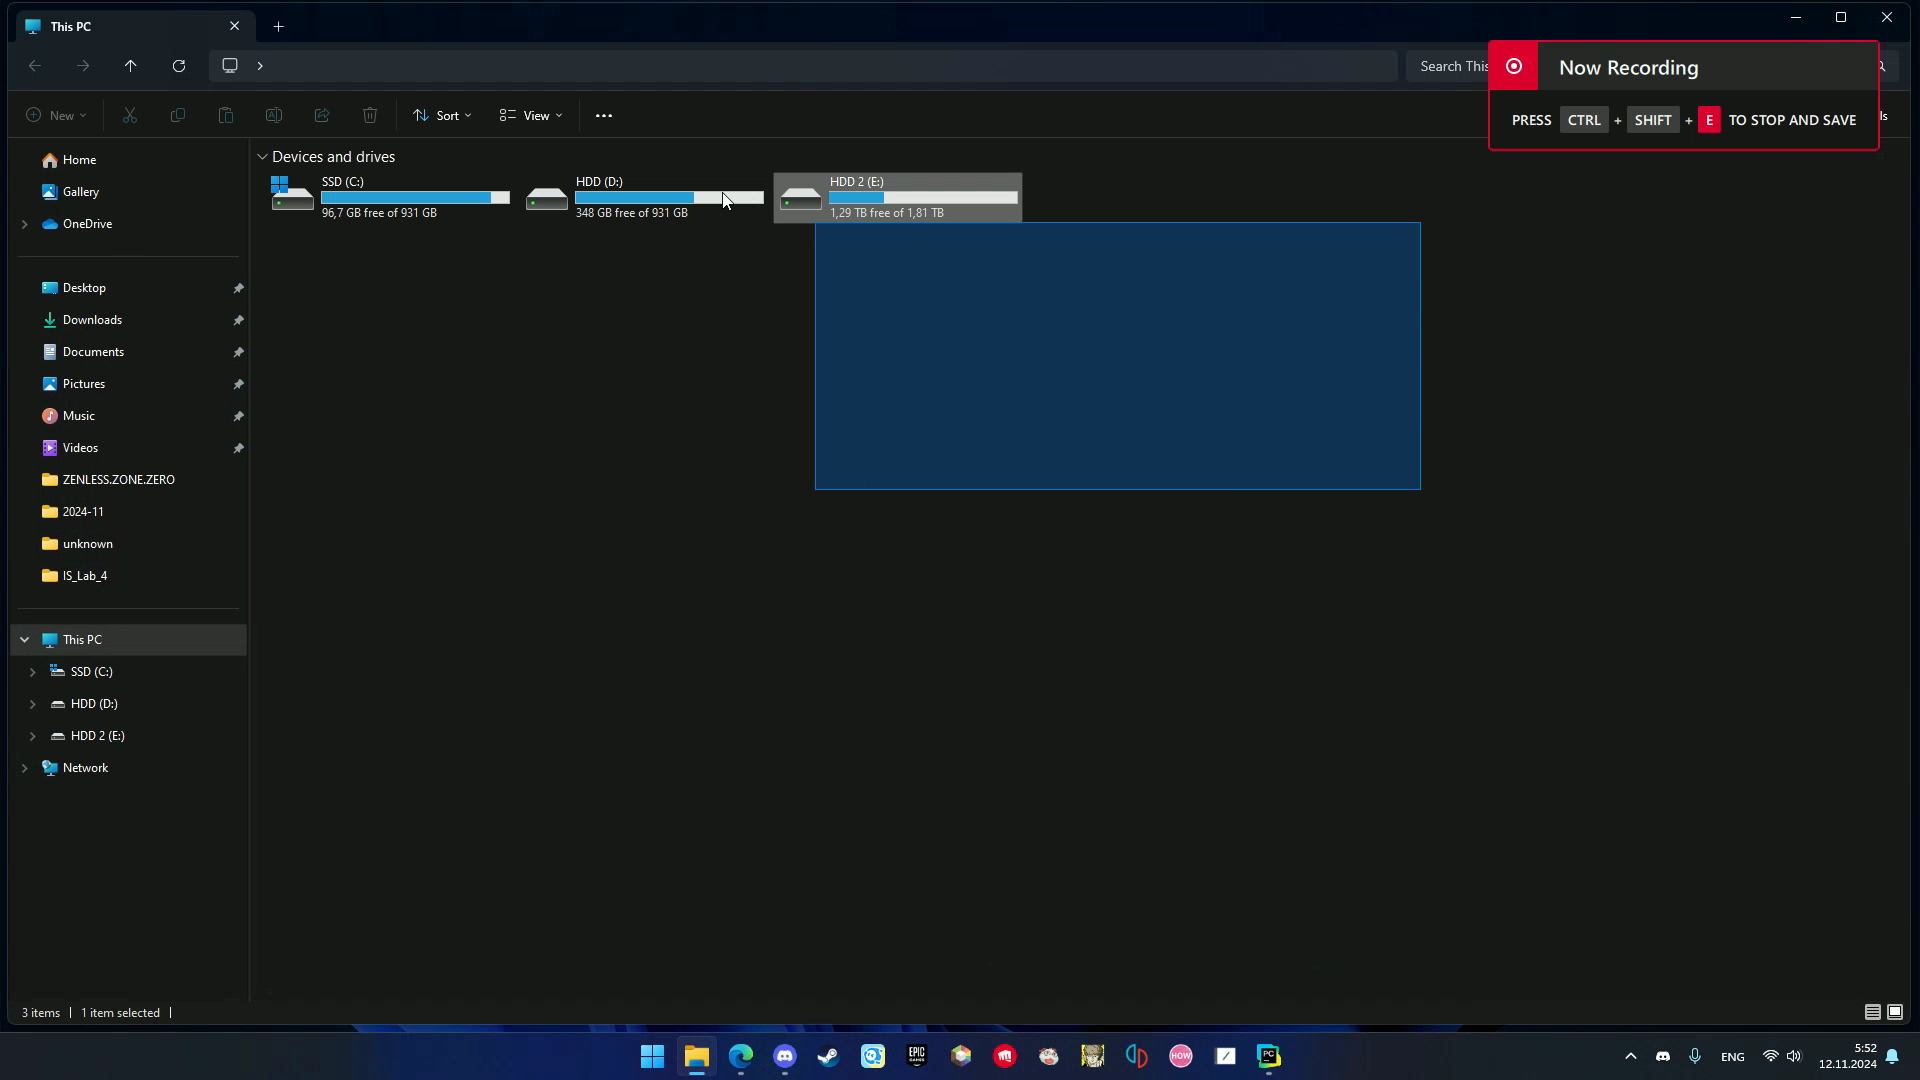 This PC
Search This
Now Recording
PRESS CTRL + SHIFT + E TO STOP AND SAVE
New
Sort
View
ls
Home
Gallery
OneDrive
Desktop
Downloads
Documents
Pictures
Music
Videos
ZENLESS.ZONE.ZERO
2024-11
unknown
IS_Lab_4
This PC
SSD (C:)
HDD (D:)
HDD 2 (E:)
Network
Devices and drives
SSD (C:)
96,7 GB free of 931 GB
HDD (D:)
348 GB free of 931 GB
HDD 2 (E:)
1,29 TB free of 1,81 TB
3 items
1 item selected
EPIC GAMES
HOW
PC
ENG
5:52
12.11.2024